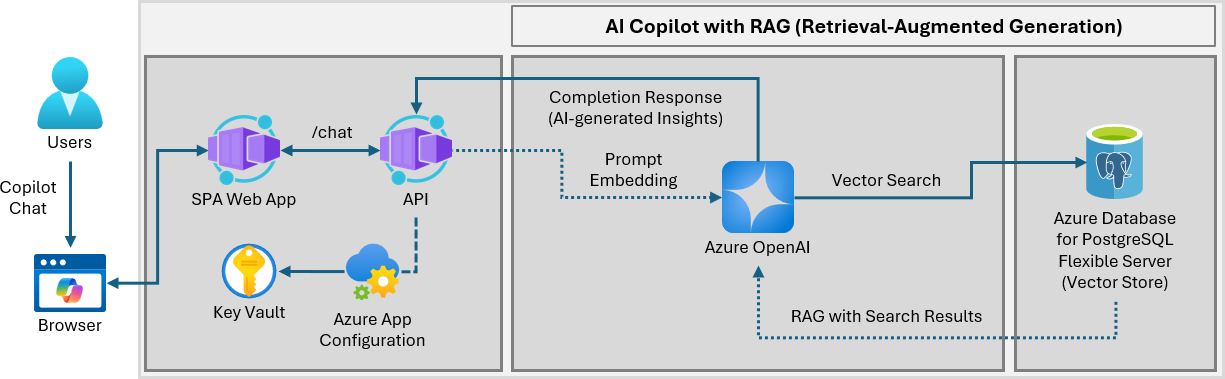 AI Copilot with RAG (Retrieval-Augmented Generation)
Users
Copilot
Chat
Browser
SPA Web App
/chat
API
Key Vault
Azure App
Configuration
Completion Response
(AI-generated Insights)
Prompt
Embedding
Azure OpenAI
Vector Search
RAG with Search Results
Azure Database
for PostgreSQL
Flexible Server
(Vector Store)